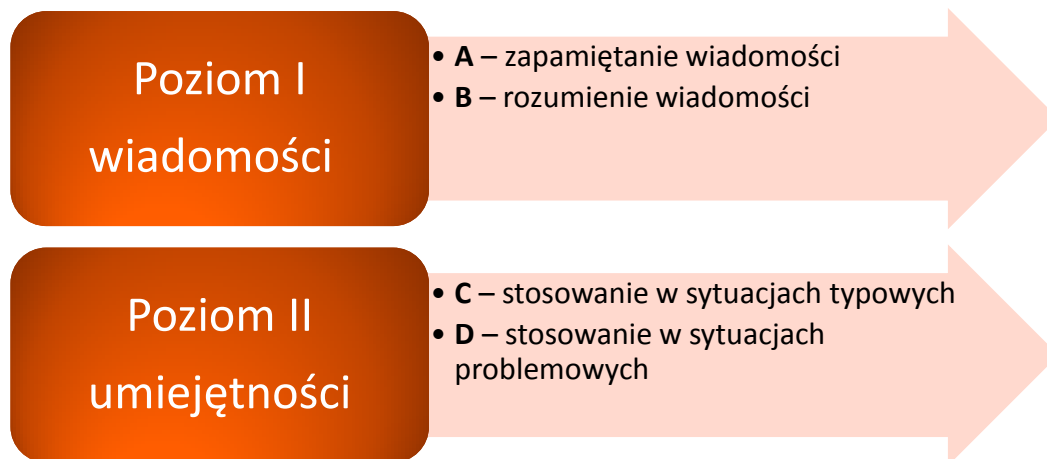 Poziom I
wiadomości
• A – zapamiętanie wiadomości
• B – rozumienie wiadomości
Poziom II
umiejętności
• C – stosowanie w sytuacjach typowych
• D – stosowanie w sytuacjach
problemowych